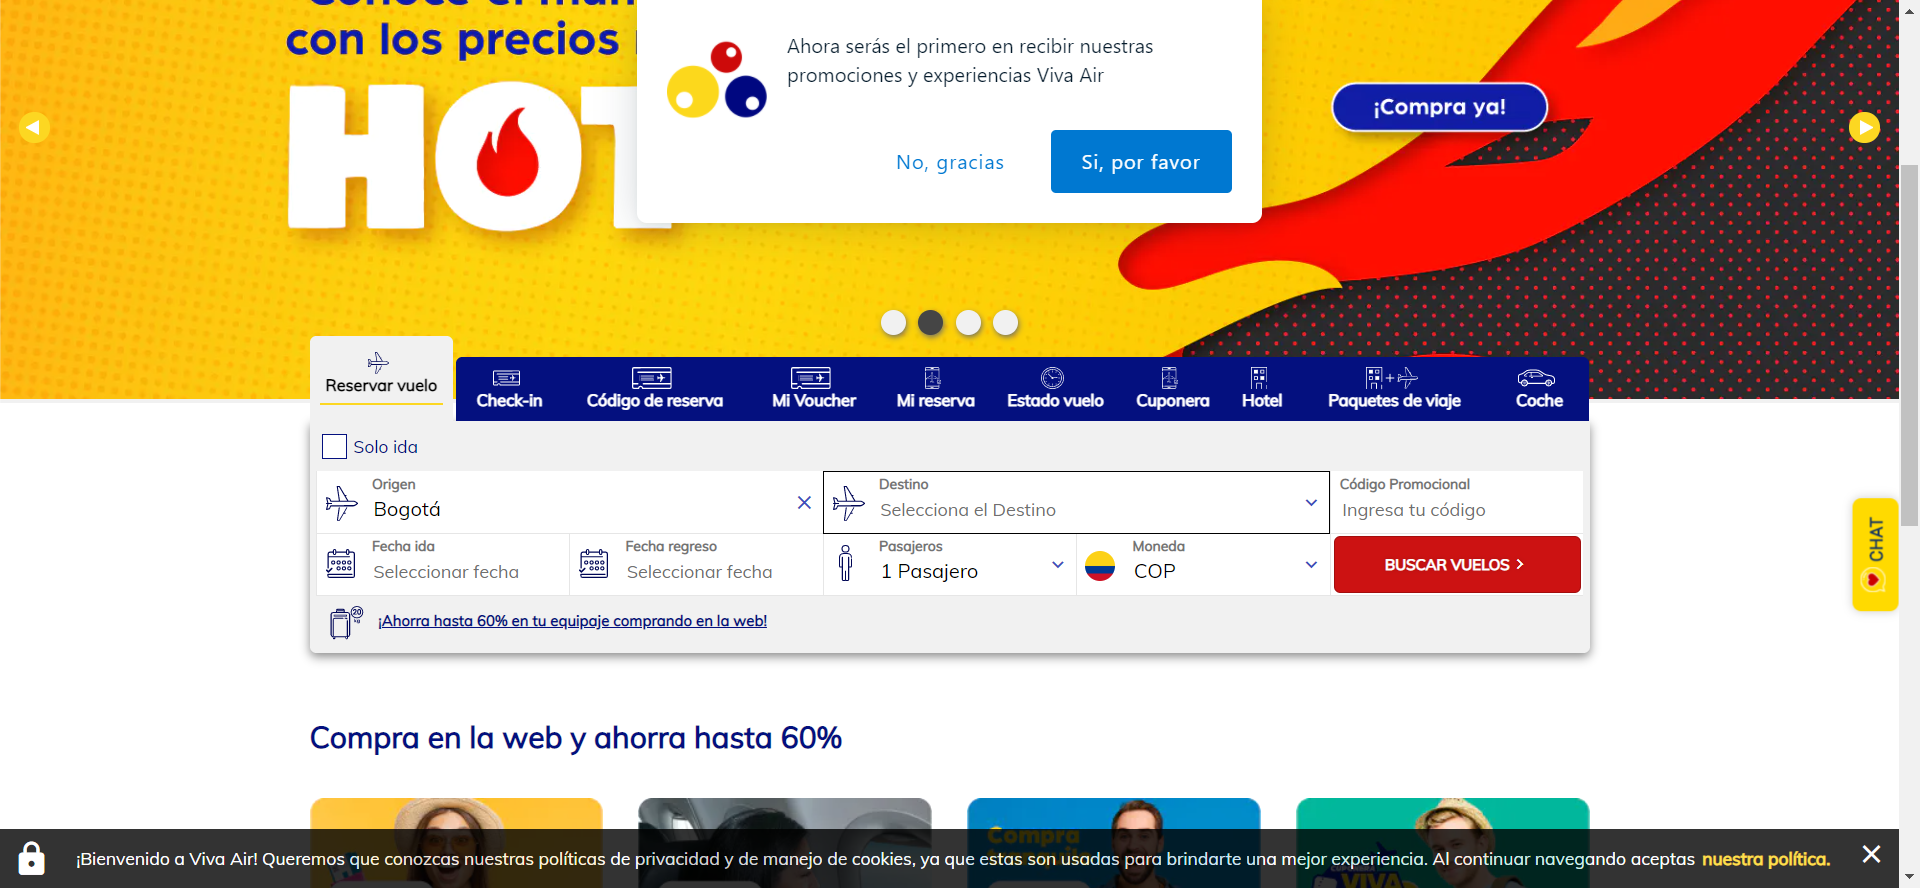 con los precios
HOT
Ahora serás el primero en recibir nuestras
promociones y experiencias Viva Air
No, gracias
Si, por favor
¡Compra ya!
Reservar vuelo
Check-in
Código de reserva
Mi Voucher
Mi reserva
Estado vuelo
Cuponera
Hotel
Paquetes de viaje
Coche
Solo ida
Origen
Bogotá
Destino
Selecciona el Destino
Código Promocional
Ingresa tu código
Fecha ida
Seleccionar fecha
Fecha regreso
Seleccionar fecha
Pasajeros
1 Pasajero
Moneda
COP
BUSCAR VUELOS
20
kg
¡Ahorra hasta 60% en tu equipaje comprando en la web!
CHAT
Compra en la web y ahorra hasta 60%
Compra
¡Bienvenido a Viva Air! Queremos que conozcas nuestras políticas de privacidad y de manejo de cookies, ya que estas son usadas para brindarte una mejor experiencia. Al continuar navegando aceptas nuestra política.
VIVA